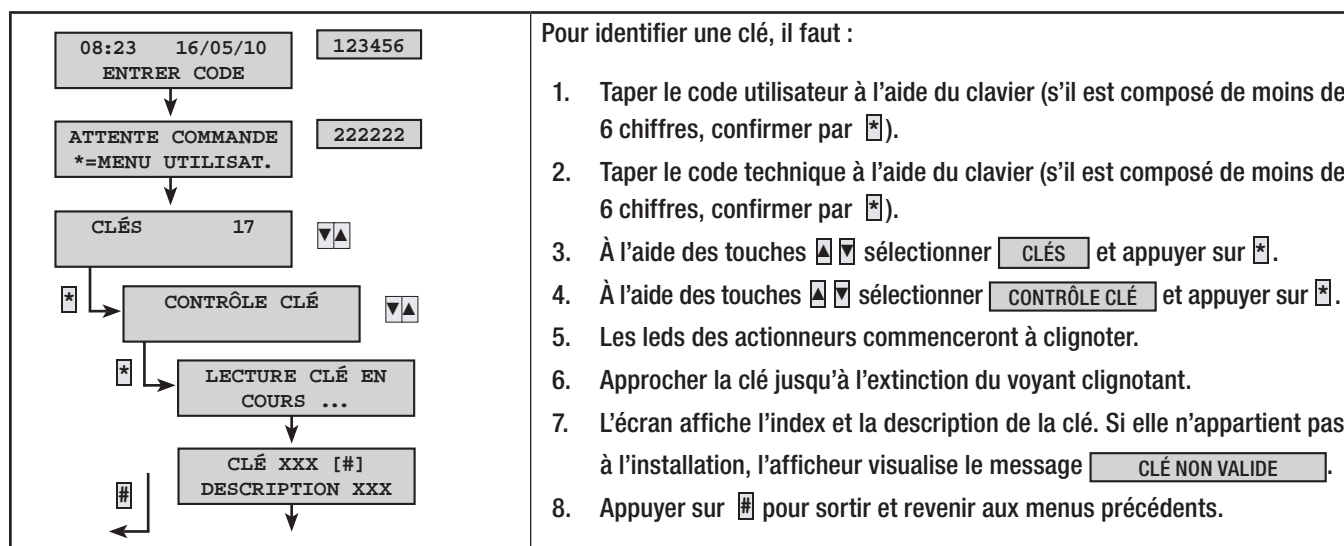 08:23 16/05/10
ENTRER CODE
123456
ATTENTE COMMANDE
*=MENU UTILISAT.
222222
CLÉS 17
▼▲
*
CONTRÔLE CLÉ
▼▲
*
LECTURE CLÉ EN
COURS ...
CLÉ XXX [#]
DESCRIPTION XXX
#
Pour identifier une clé, il faut :
1. Taper le code utilisateur à l'aide du clavier (s'il est composé de moins de
6 chiffres, confirmer par *).
2. Taper le code technique à l'aide du clavier (s'il est composé de moins de
6 chiffres, confirmer par *).
3. À l'aide des touches ▲ ▼ sélectionner CLÉS et appuyer sur *.
4. À l'aide des touches ▲ ▼ sélectionner CONTRÔLE CLÉ et appuyer sur *.
5. Les leds des actionneurs commenceront à clignoter.
6. Approcher la clé jusqu'à l'extinction du voyant clignotant.
7. L'écran affiche l'index et la description de la clé. Si elle n'appartient pas
à l'installation, l'afficheur visualise le message CLÉ NON VALIDE.
8. Appuyer sur # pour sortir et revenir aux menus précédents.